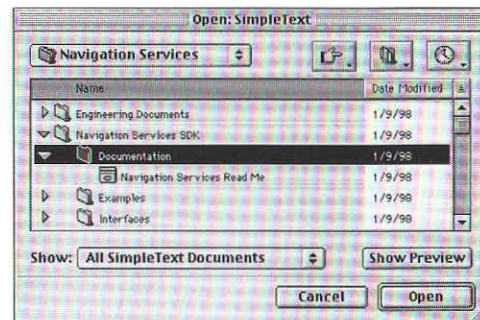 Open: SimpleText
Navigation Services
Name Date Modified
Engineering Documents 1/9/98
Navigation Services SDK 1/9/98
Documentation 1/9/98
Navigation Services Read Me 1/9/98
Examples 1/9/98
Interfaces 1/9/98
Show: All SimpleText Documents Show Preview
Cancel Open